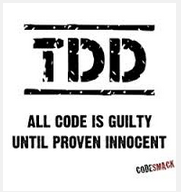 TDD
ALL CODE IS GUILTY
UNTIL PROVEN INNOCENT
CODESMACK